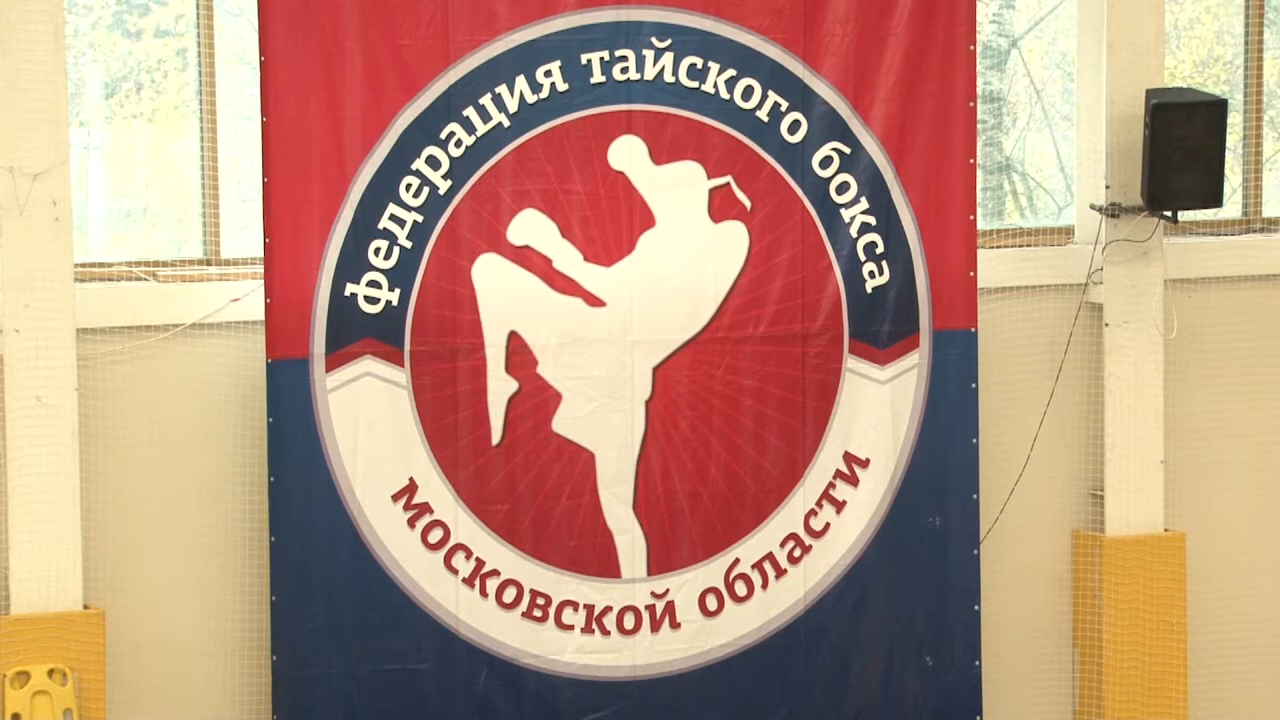 федерация тайского бокса
московской области